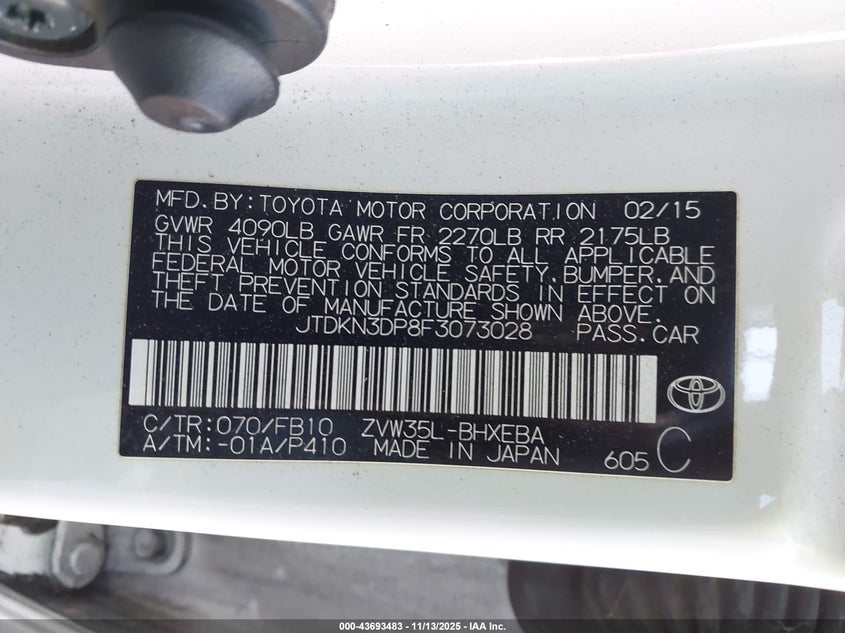 MFD. BY: TOYOTA MOTOR CORPORATION 02/15
GVWR 4090LB GAWR FR 2270LB RR 2175LB
THIS VEHICLE CONFORMS TO ALL APPLICABLE
FEDERAL MOTOR VEHICLE SAFETY, BUMPER, AND
THEFT PREVENTION STANDARDS IN EFFECT ON
THE DATE OF MANUFACTURE SHOWN ABOVE.
JTDKN3DP8F3073028 PASS. CAR
C/TR: 070/FB10 ZVW35L-BHXEBA
A/TM: -01A/P410 MADE IN JAPAN 605 C
000-43693483 - 11/13/2025 - IAA Inc.